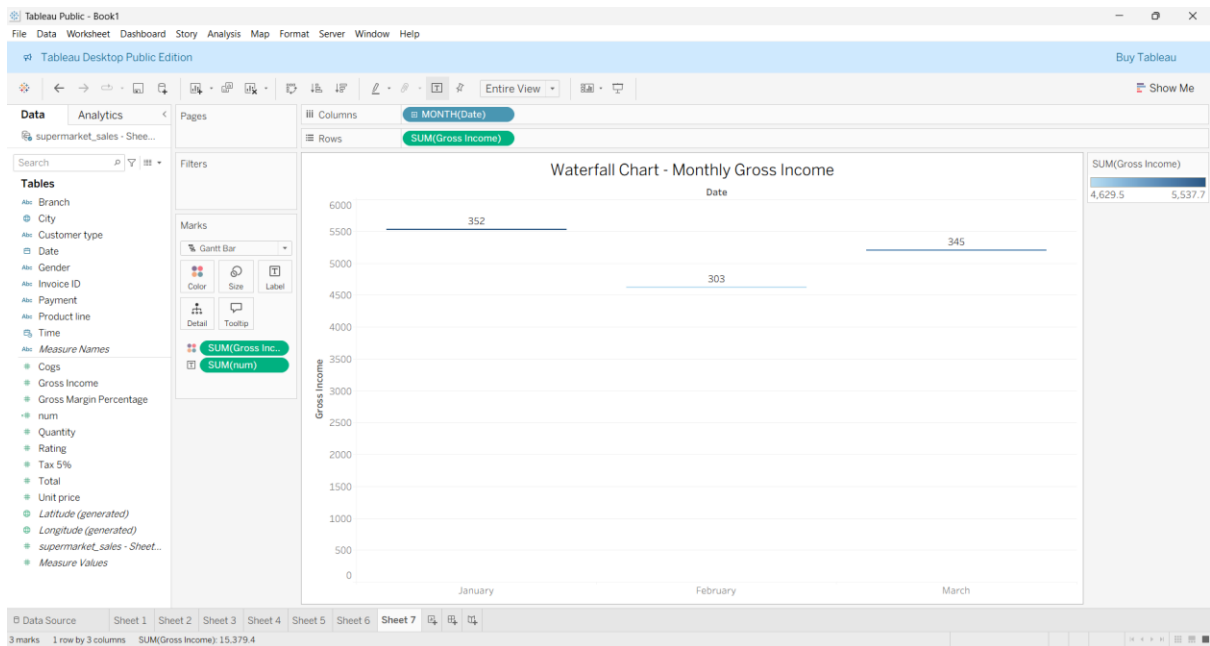 Tableau Public - Book1
File Data Worksheet Dashboard Story Analysis Map Format Server Window Help
Tableau Desktop Public Edition
Buy Tableau
Entire View
Show Me
Data Analytics
supermarket_sales - Shee...
Search
Tables
Abc Branch
City
Abc Customer type
Date
Abc Gender
Abc Invoice ID
Abc Payment
Abc Product line
Time
Abc Measure Names
Cogs
Gross Income
Gross Margin Percentage
num
Quantity
Rating
Tax 5%
Total
Unit price
Latitude (generated)
Longitude (generated)
supermarket_sales - Sheet...
Measure Values
Pages
Filters
Marks
Gantt Bar
Color Size Label
Detail Tooltip
SUM(Gross Inc..
SUM(num)
Columns MONTH(Date)
Rows SUM(Gross Income)
Waterfall Chart - Monthly Gross Income
Date
Gross Income
6000
5500
5000
4500
4000
3500
3000
2500
2000
1500
1000
500
0
352
303
345
January February March
SUM(Gross Income)
4,629.5 5,537.7
Data Source Sheet 1 Sheet 2 Sheet 3 Sheet 4 Sheet 5 Sheet 6 Sheet 7
3 marks 1 row by 3 columns SUM(Gross Income): 15,379.4